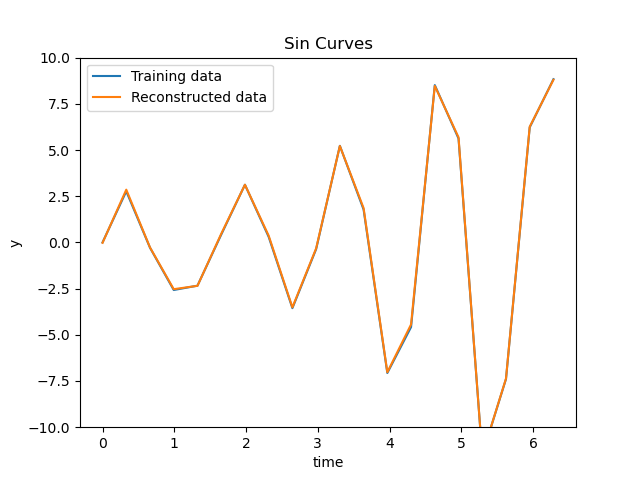 Sin Curves
Training data
Reconstructed data
10.0
7.5
5.0
2.5
0.0
−2.5
−5.0
−7.5
−10.0
y
0 1 2 3 4 5 6
time